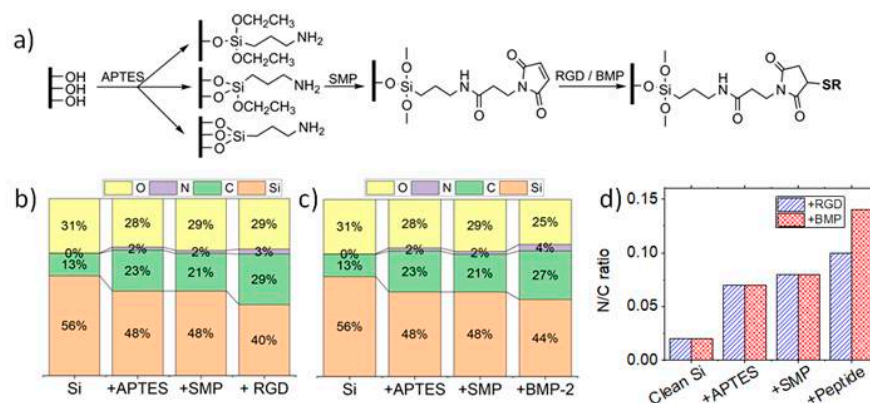 a)
OH
OH
OH
APTES
OCH₂CH₃
O Si NH₂
OCH₂CH₃
O Si NH₂
O
OCH₂CH₃
O
O Si NH₂
O
SMP
O
O Si N H O N O O
O
RGD / BMP
O
O Si N H O N O O SR
O
b)
O N C Si
31% 28% 29% 29%
0% 2% 2% 3%
13% 23% 21% 29%
56% 48% 48% 40%
Si +APTES +SMP + RGD
c)
O N C Si
31% 28% 29% 25%
0% 2% 2% 4%
13% 23% 21% 27%
56% 48% 48% 44%
Si +APTES +SMP +BMP-2
d)
N/C ratio
0.15
0.10
0.05
0.00
+RGD
+BMP
Clean Si +APTES +SMP +Peptide